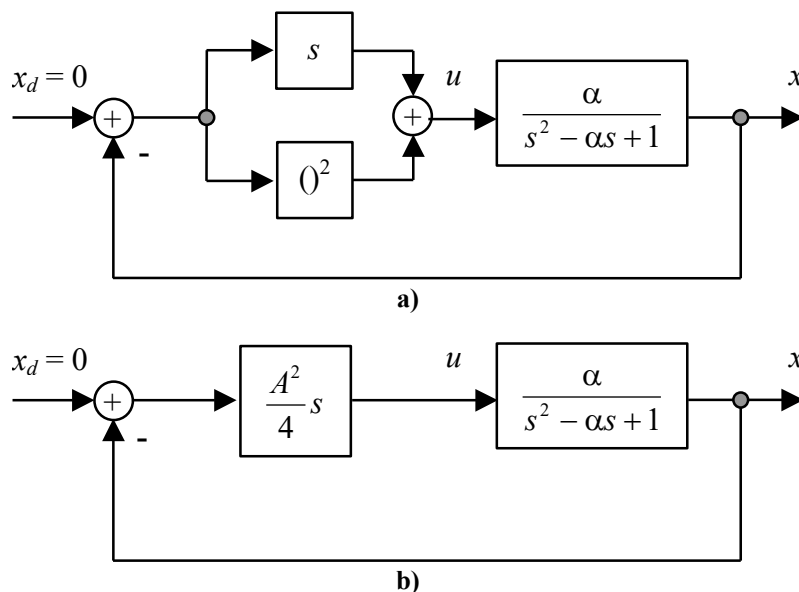 x_d = 0
+
-
s
()²
+
u
α
s² − αs + 1
x
a)
x_d = 0
+
-
A²
4
s
u
α
s² − αs + 1
x
b)